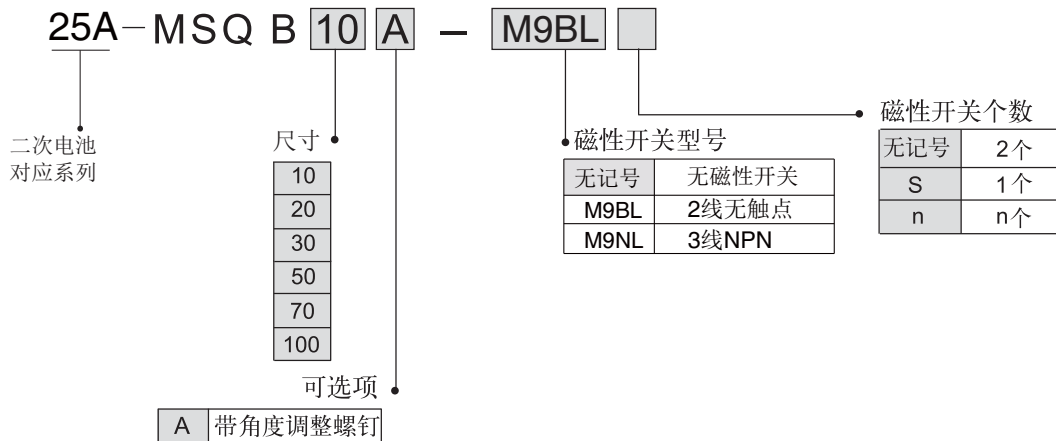 25A-MSQ B 10 A - M9BL
二次电池
对应系列
尺寸
10
20
30
50
70
100
可选项
A 带角度调整螺钉
磁性开关型号
无记号 无磁性开关
M9BL 2线无触点
M9NL 3线NPN
磁性开关个数
无记号 2个
S 1个
n n个